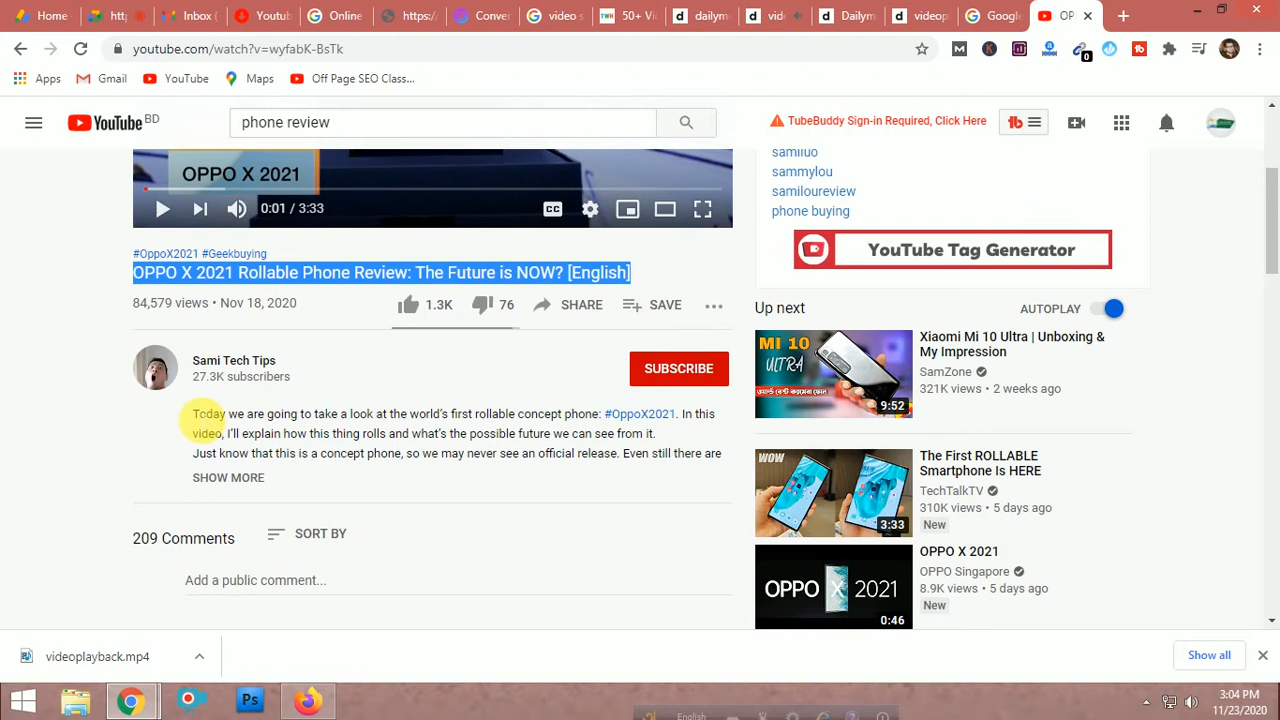 Home
htt
Inbox (
Youtub
Online
https:/
Conver
video s
TWH
50+ Vi
dailym
vide
Dailym
videop
Google
OP
youtube.com/watch?v=wyfabK-BsTk
0
Apps
Gmail
YouTube
Maps
Off Page SEO Class...
YouTube BD
phone review
TubeBuddy Sign-in Required, Click Here
tb
OPPO X 2021
0:01 / 3:33
CC
samiluo
sammylou
samiloureview
phone buying
YouTube Tag Generator
#OppoX2021 #Geekbuying
OPPO X 2021 Rollable Phone Review: The Future is NOW? [English]
84,579 views • Nov 18, 2020
1.3K
76
SHARE
SAVE
Up next
AUTOPLAY
Sami Tech Tips
27.3K subscribers
SUBSCRIBE
Today we are going to take a look at the world's first rollable concept phone: #OppoX2021. In this
video, I'll explain how this thing rolls and what's the possible future we can see from it.
Just know that this is a concept phone, so we may never see an official release. Even still there are
SHOW MORE
209 Comments
SORT BY
Add a public comment...
MI 10
ULTRA
9:52
Xiaomi Mi 10 Ultra | Unboxing &
My Impression
SamZone
321K views • 2 weeks ago
WOW
3:33
The First ROLLABLE
Smartphone Is HERE
TechTalkTV
310K views • 5 days ago
New
OPPO X 2021
0:46
OPPO X 2021
OPPO Singapore
8.9K views • 5 days ago
New
videoplayback.mp4
Show all
Ps
English
3:04 PM
11/23/2020